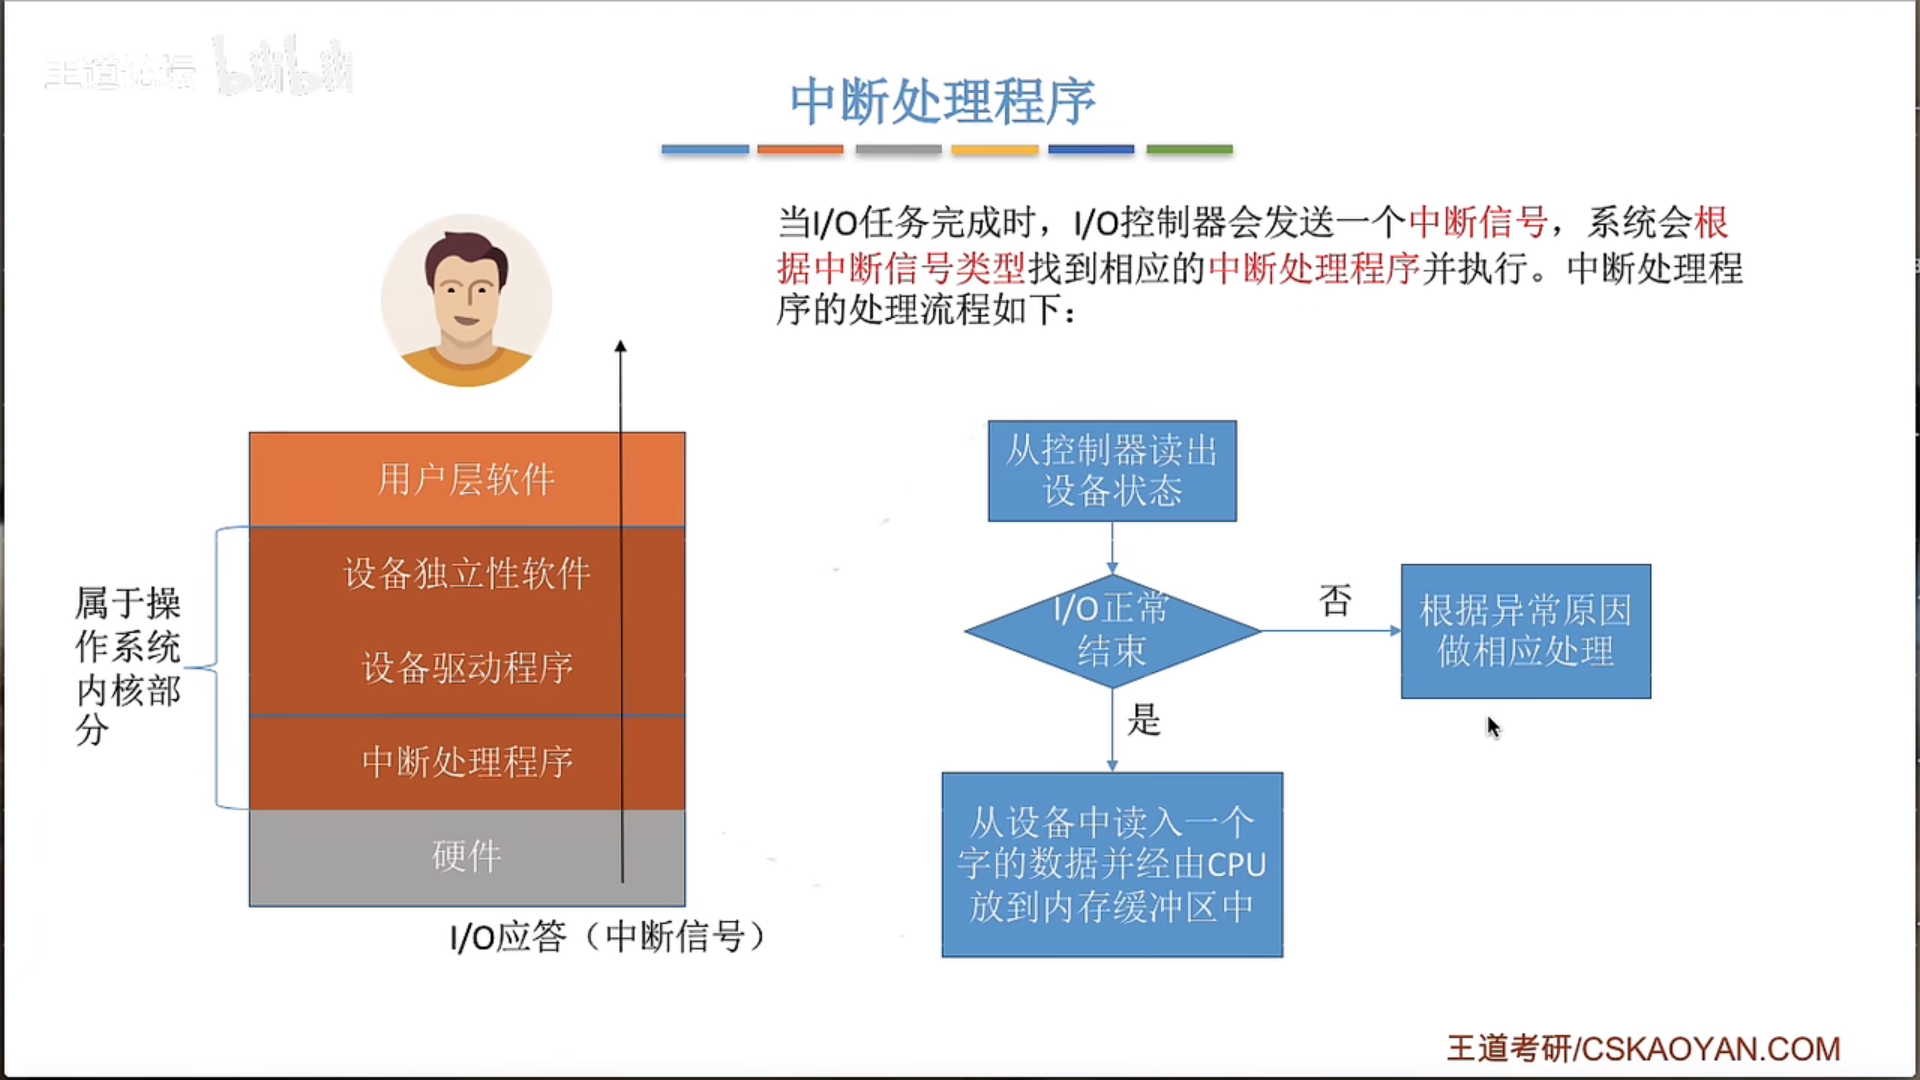 王道论坛 bilibili
中断处理程序
当I/O任务完成时，I/O控制器会发送一个中断信号，系统会根
据中断信号类型找到相应的中断处理程序并执行。中断处理程
序的处理流程如下：
用户层软件
设备独立性软件
设备驱动程序
中断处理程序
硬件
属于操
作系统
内核部
分
I/O应答（中断信号）
从控制器读出
设备状态
I/O正常
结束
否
根据异常原因
做相应处理
是
从设备中读入一个
字的数据并经由CPU
放到内存缓冲区中
王道考研/CSKAOYAN.COM